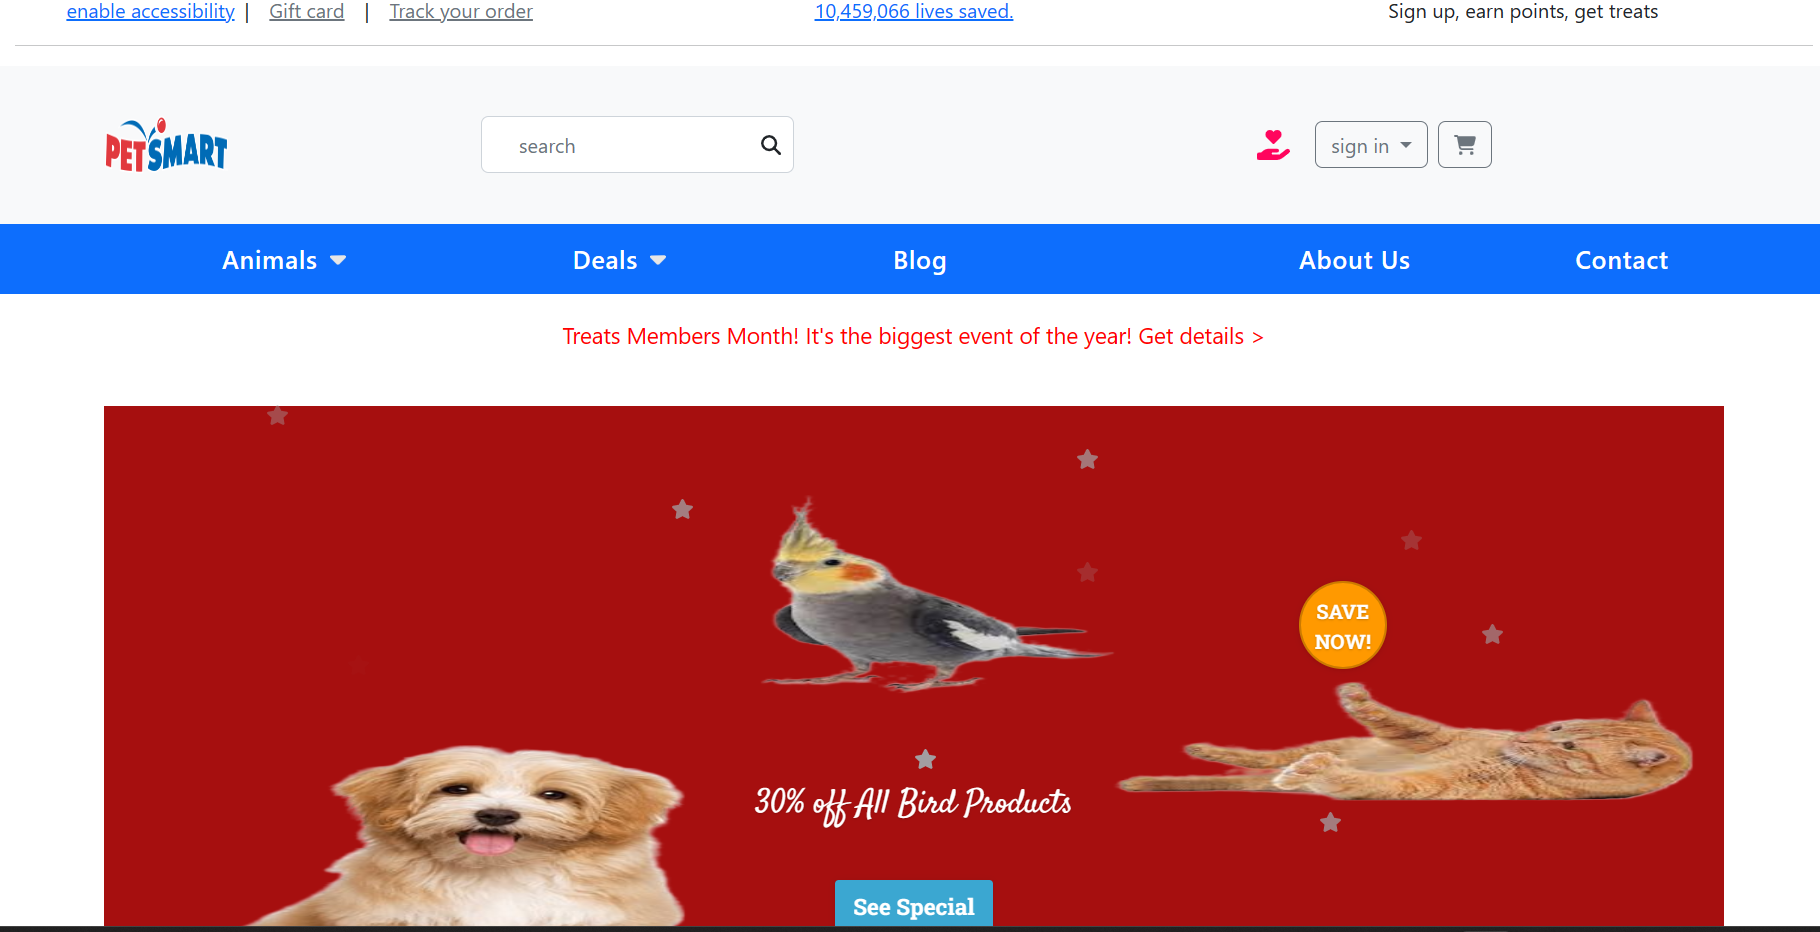 enable accessibility | Gift card | Track your order
10,459,066 lives saved.
Sign up, earn points, get treats
PETSMART
search
sign in
Animals
Deals
Blog
About Us
Contact
Treats Members Month! It's the biggest event of the year! Get details >
SAVE
NOW!
30% off All Bird Products
See Special